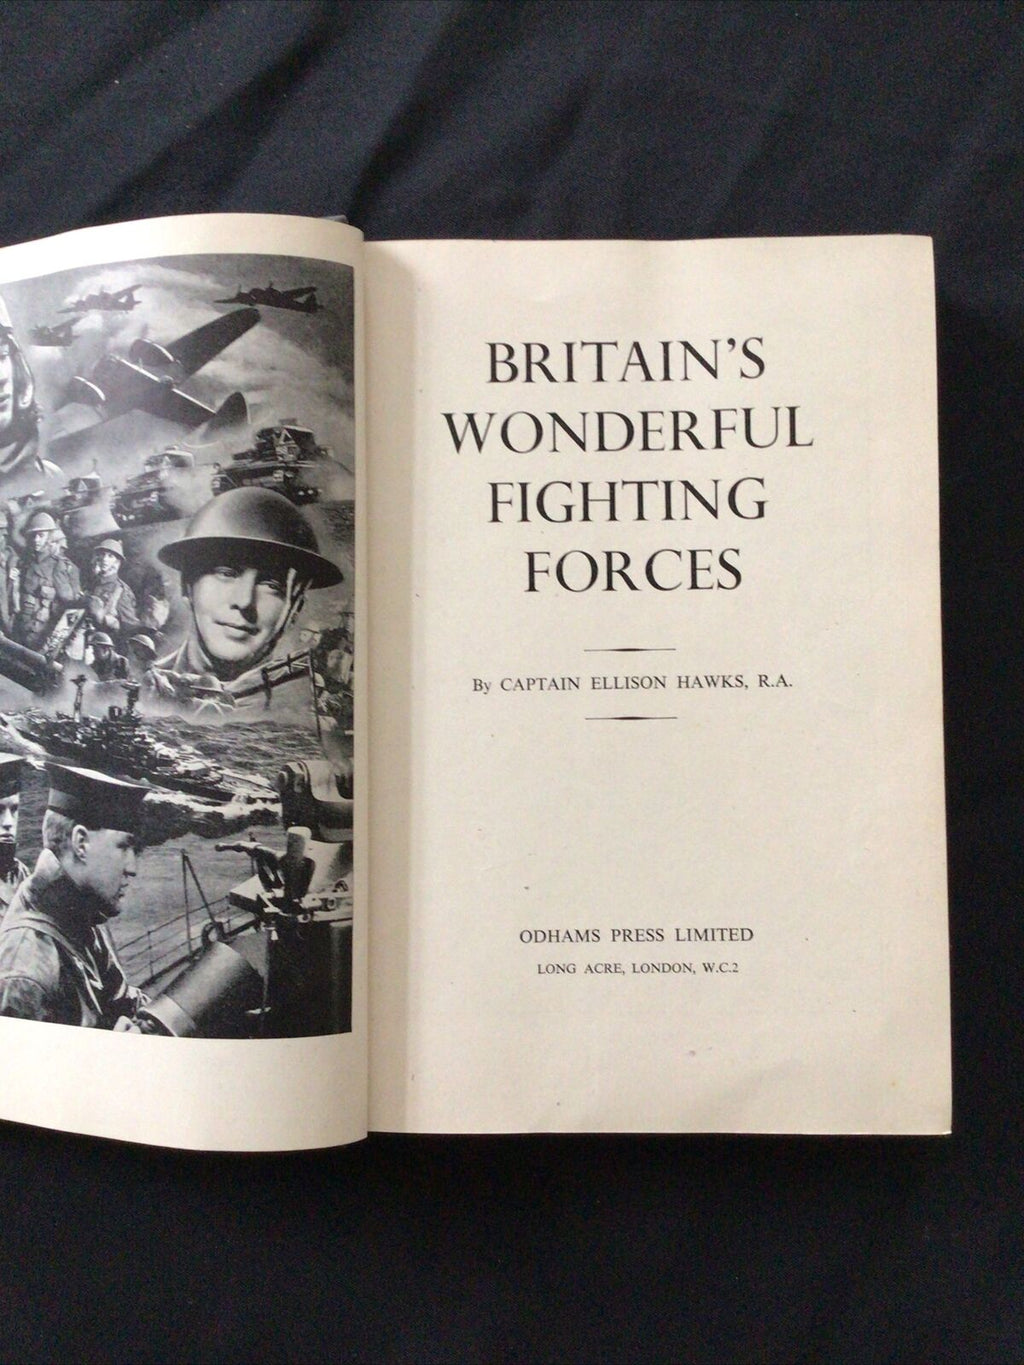 BRITAIN'S
WONDERFUL
FIGHTING
FORCES
By CAPTAIN ELLISON HAWKS, R.A.
ODHAMS PRESS LIMITED
LONG ACRE, LONDON, W.C.2